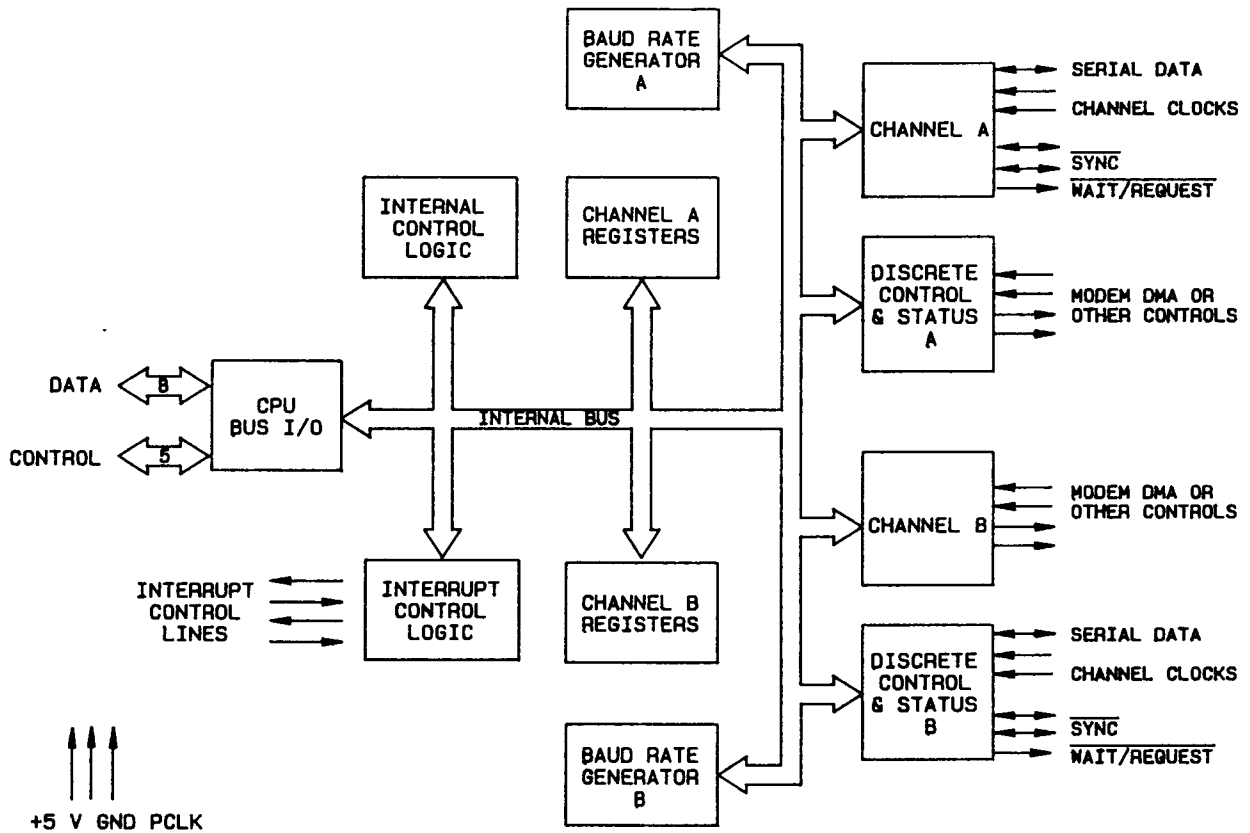 BAUD RATE
GENERATOR
A
CHANNEL A
SERIAL DATA
CHANNEL CLOCKS
SYNC
WAIT/REQUEST
INTERNAL
CONTROL
LOGIC
CHANNEL A
REGISTERS
DISCRETE
CONTROL
& STATUS
A
MODEM DMA OR
OTHER CONTROLS
DATA
8
CPU
BUS I/O
CONTROL
5
INTERNAL BUS
CHANNEL B
MODEM DMA OR
OTHER CONTROLS
INTERRUPT
CONTROL
LINES
INTERRUPT
CONTROL
LOGIC
CHANNEL B
REGISTERS
DISCRETE
CONTROL
& STATUS
B
SERIAL DATA
CHANNEL CLOCKS
SYNC
WAIT/REQUEST
BAUD RATE
GENERATOR
B
+5 V GND PCLK